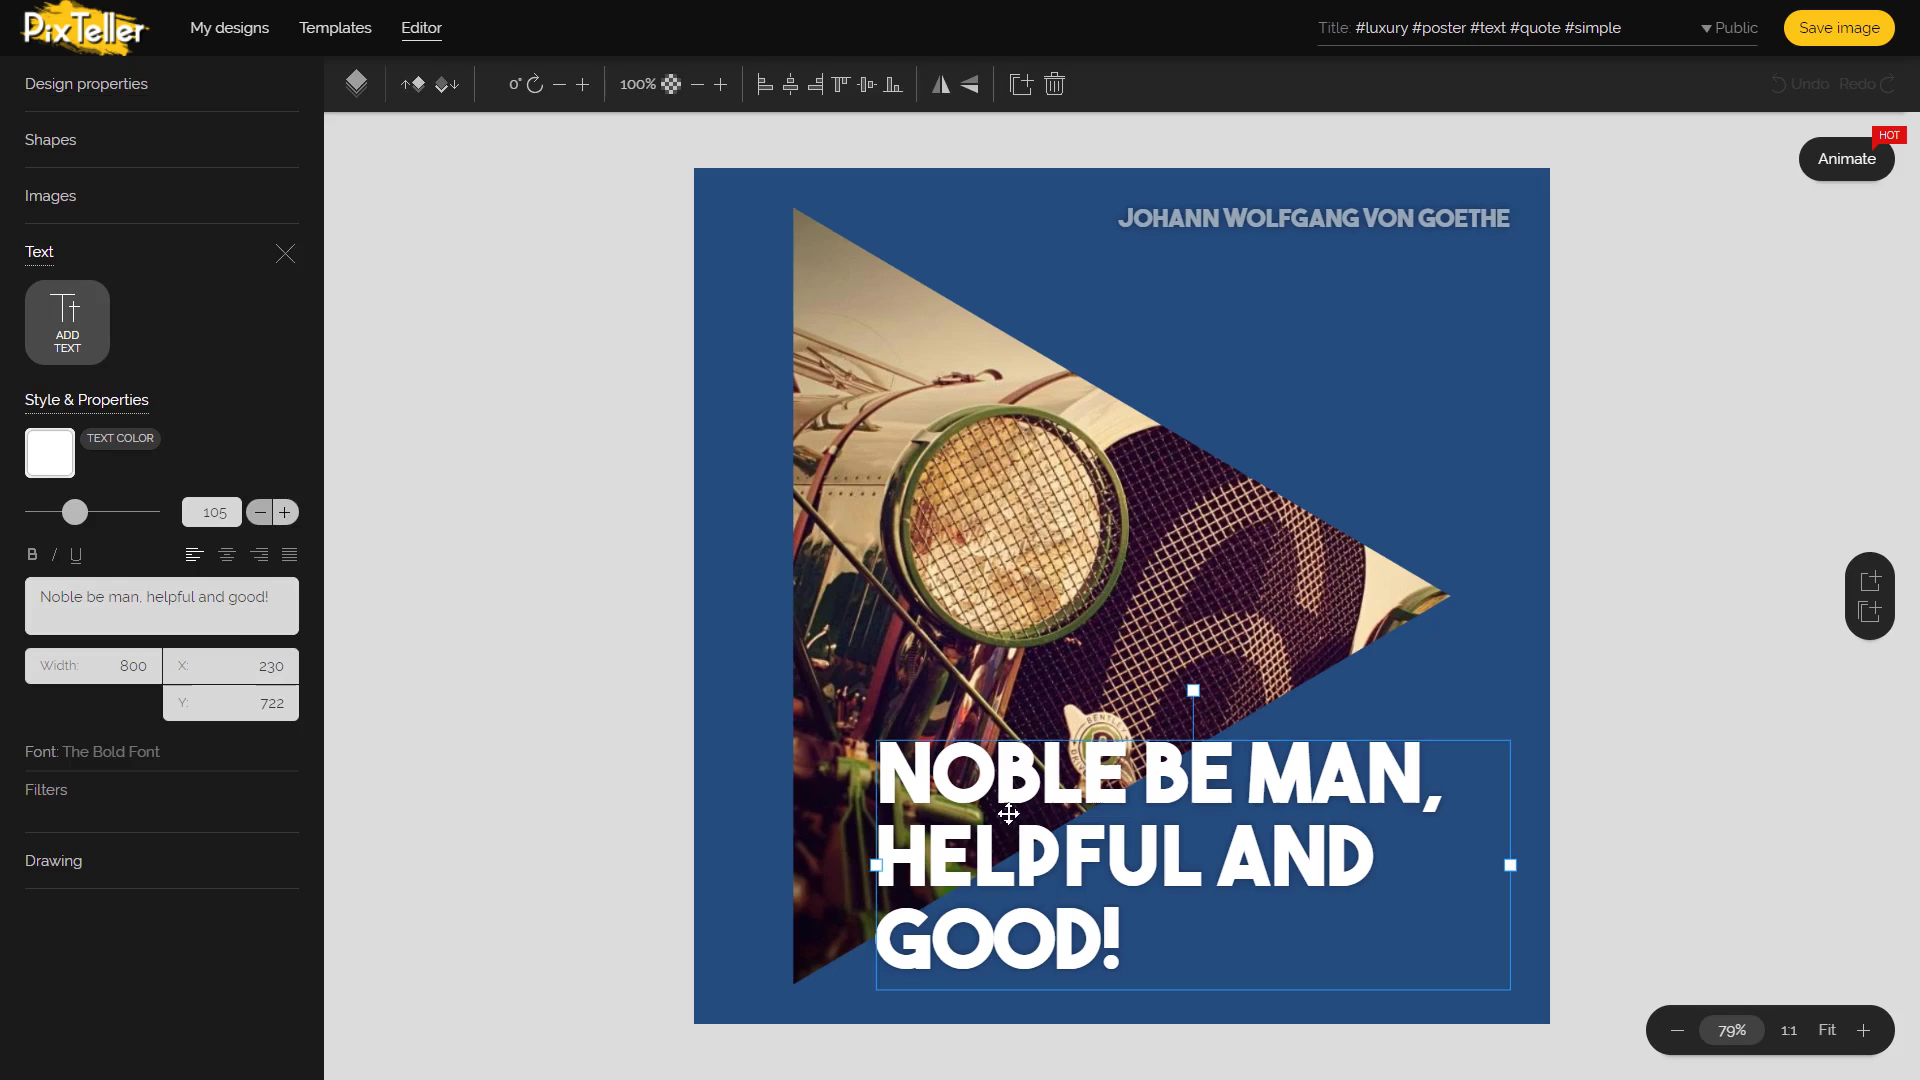 PixTeller
My designs
Templates
Editor
Title: #luxury #poster #text #quote #simple
Public
Save image
Design properties
0°
100%
Undo
Redo
Shapes
HOT
Animate
Images
JOHANN WOLFGANG VON GOETHE
Text
ADD
TEXT
Style & Properties
TEXT COLOR
105
B I U
Noble be man, helpful and good!
Width: 800
X: 230
Y: 722
Font: The Bold Font
Filters
Drawing
BENTLEY
NOBLE BE MAN,
HELPFUL AND
GOOD!
79%
1:1
Fit